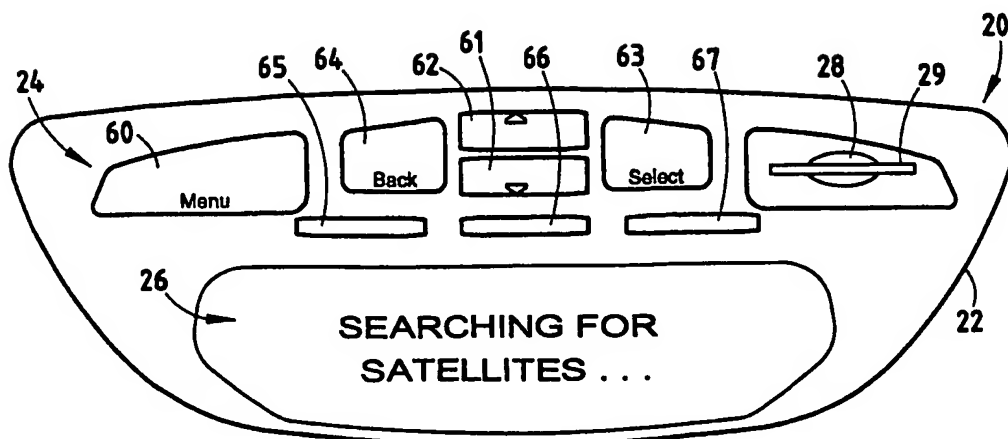 61
20
62
66
63
67
28
29
64
65
24
60
Back
Select
Menu
26
22
SEARCHING FOR
SATELLITES . . .